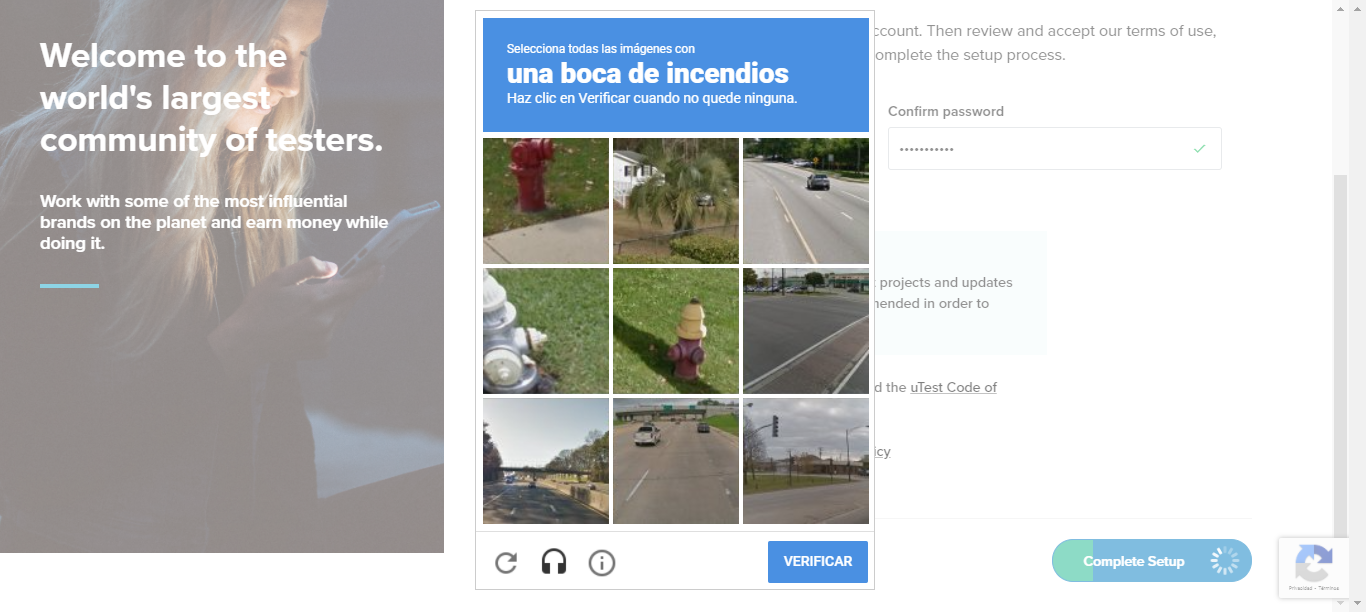 Welcome to the
world's largest
community of testers.
Work with some of the most influential
brands on the planet and earn money while
doing it.
Selecciona todas las imágenes con
una boca de incendios
Haz clic en Verificar cuando no quede ninguna.
VERIFICAR
ccount. Then review and accept our terms of use,
omplete the setup process.
Confirm password
•••••••••••
projects and updates
nended in order to
d the uTest Code of
icy
Complete Setup
Privacidad - Términos